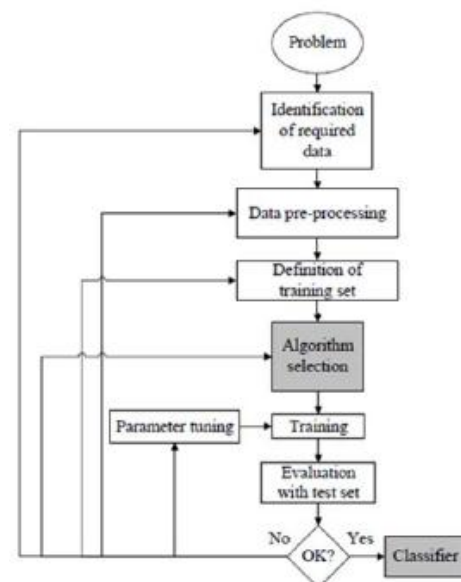 Problem
Identification
of required
data
Data pre-processing
Definition of
training set
Algorithm
selection
Parameter tuning
Training
Evaluation
with test set
No
Yes
OK?
Classifier